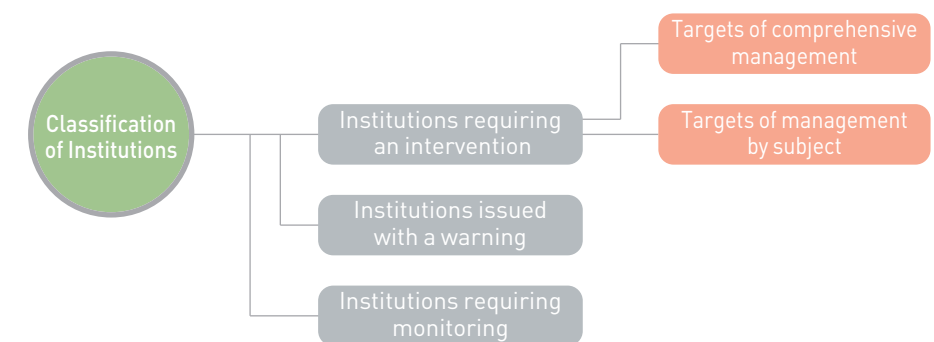 Classification
of Institutions
Institutions requiring
an intervention
Targets of comprehensive
management
Targets of management
by subject
Institutions issued
with a warning
Institutions requiring
monitoring